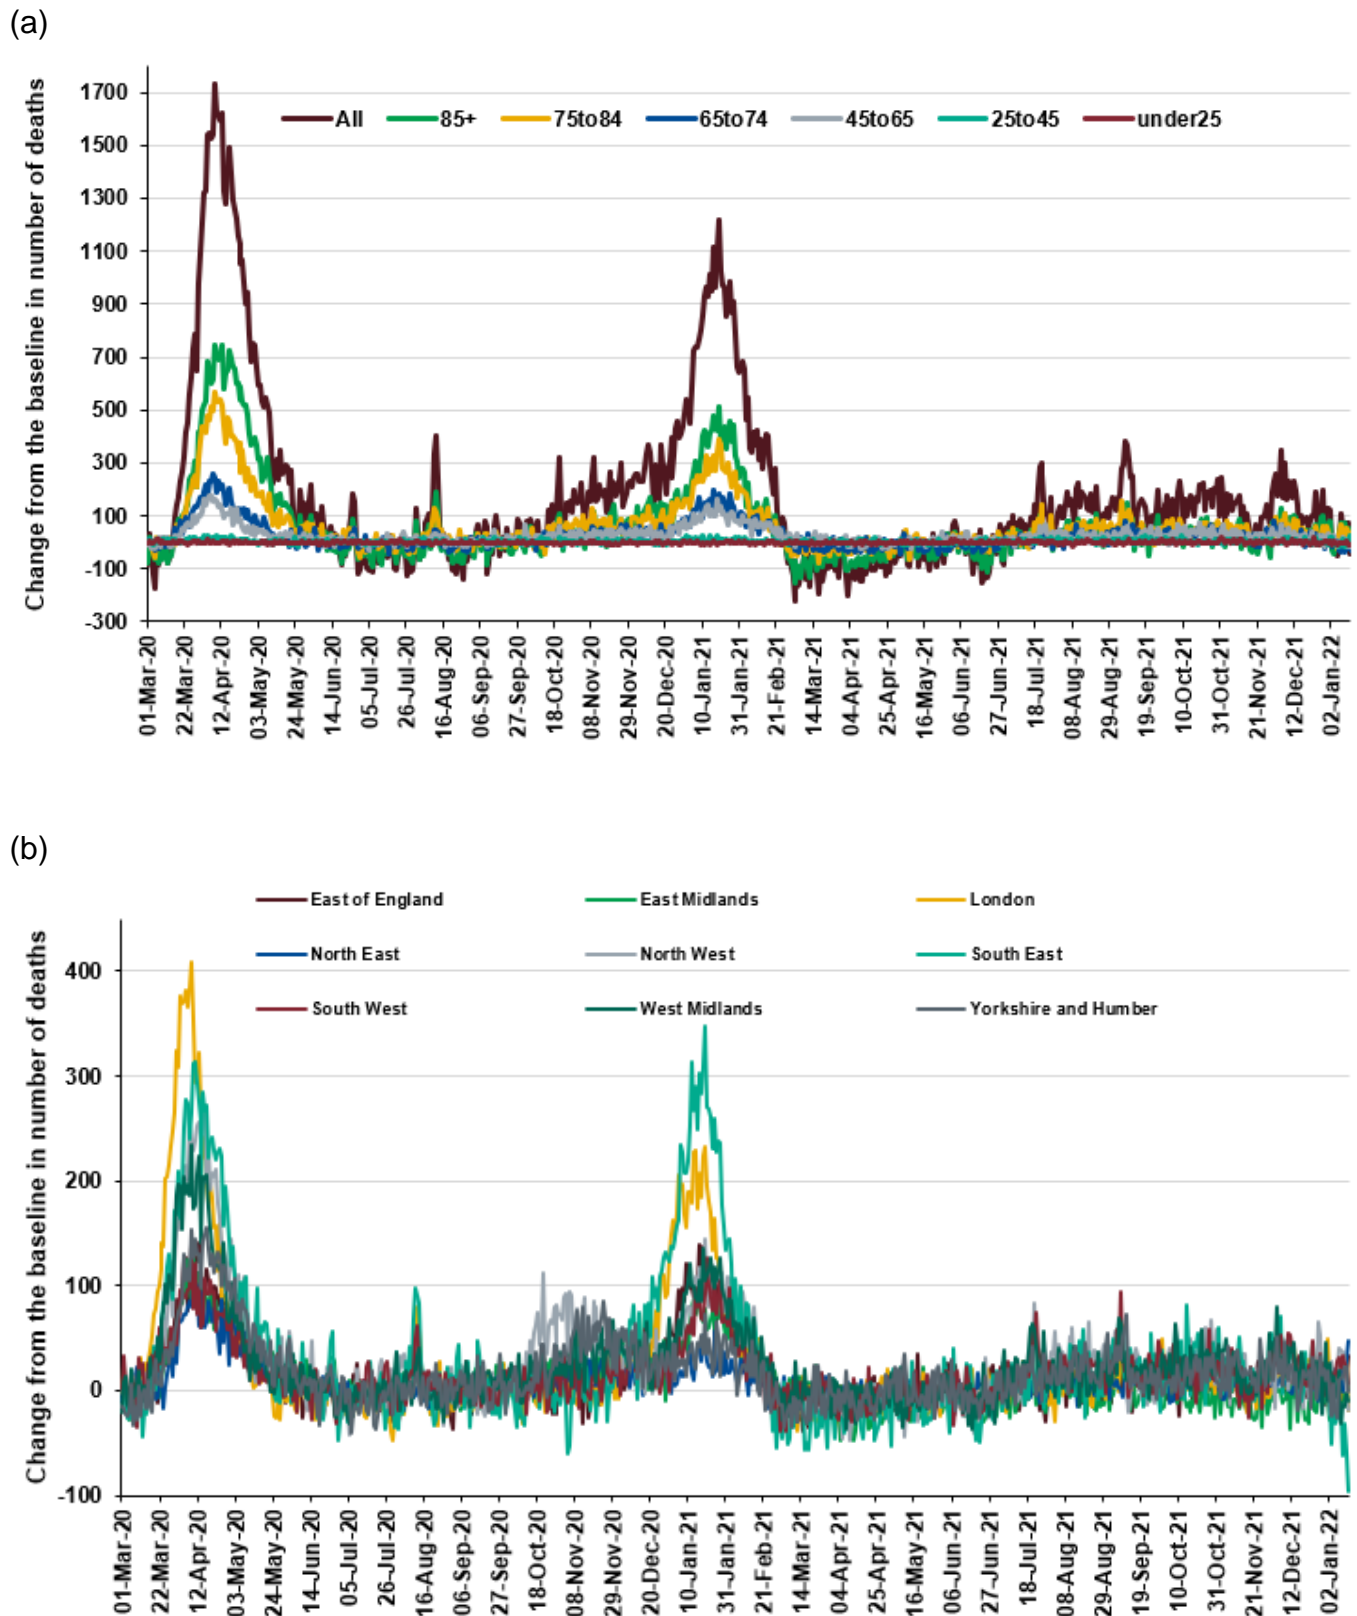 (a)
Change from the baseline in number of deaths
1700
1500
1300
1100
900
700
500
300
100
-100
-300
All 85+ 75to84 65to74 45to65 25to45 under25
01-Mar-20 22-Mar-20 12-Apr-20 03-May-20 24-May-20 14-Jun-20 05-Jul-20 26-Jul-20 16-Aug-20 06-Sep-20 27-Sep-20 18-Oct-20 08-Nov-20 29-Nov-20 20-Dec-20 10-Jan-21 31-Jan-21 21-Feb-21 14-Mar-21 04-Apr-21 25-Apr-21 16-May-21 06-Jun-21 27-Jun-21 18-Jul-21 08-Aug-21 29-Aug-21 19-Sep-21 10-Oct-21 31-Oct-21 21-Nov-21 12-Dec-21 02-Jan-22
(b)
East of England East Midlands London
North East North West South East
South West West Midlands Yorkshire and Humber
Change from the baseline in number of deaths
400
300
200
100
0
-100
01-Mar-20 22-Mar-20 12-Apr-20 03-May-20 24-May-20 14-Jun-20 05-Jul-20 26-Jul-20 16-Aug-20 06-Sep-20 27-Sep-20 18-Oct-20 08-Nov-20 29-Nov-20 20-Dec-20 10-Jan-21 31-Jan-21 21-Feb-21 14-Mar-21 04-Apr-21 25-Apr-21 16-May-21 06-Jun-21 27-Jun-21 18-Jul-21 08-Aug-21 29-Aug-21 19-Sep-21 10-Oct-21 31-Oct-21 21-Nov-21 12-Dec-21 02-Jan-22